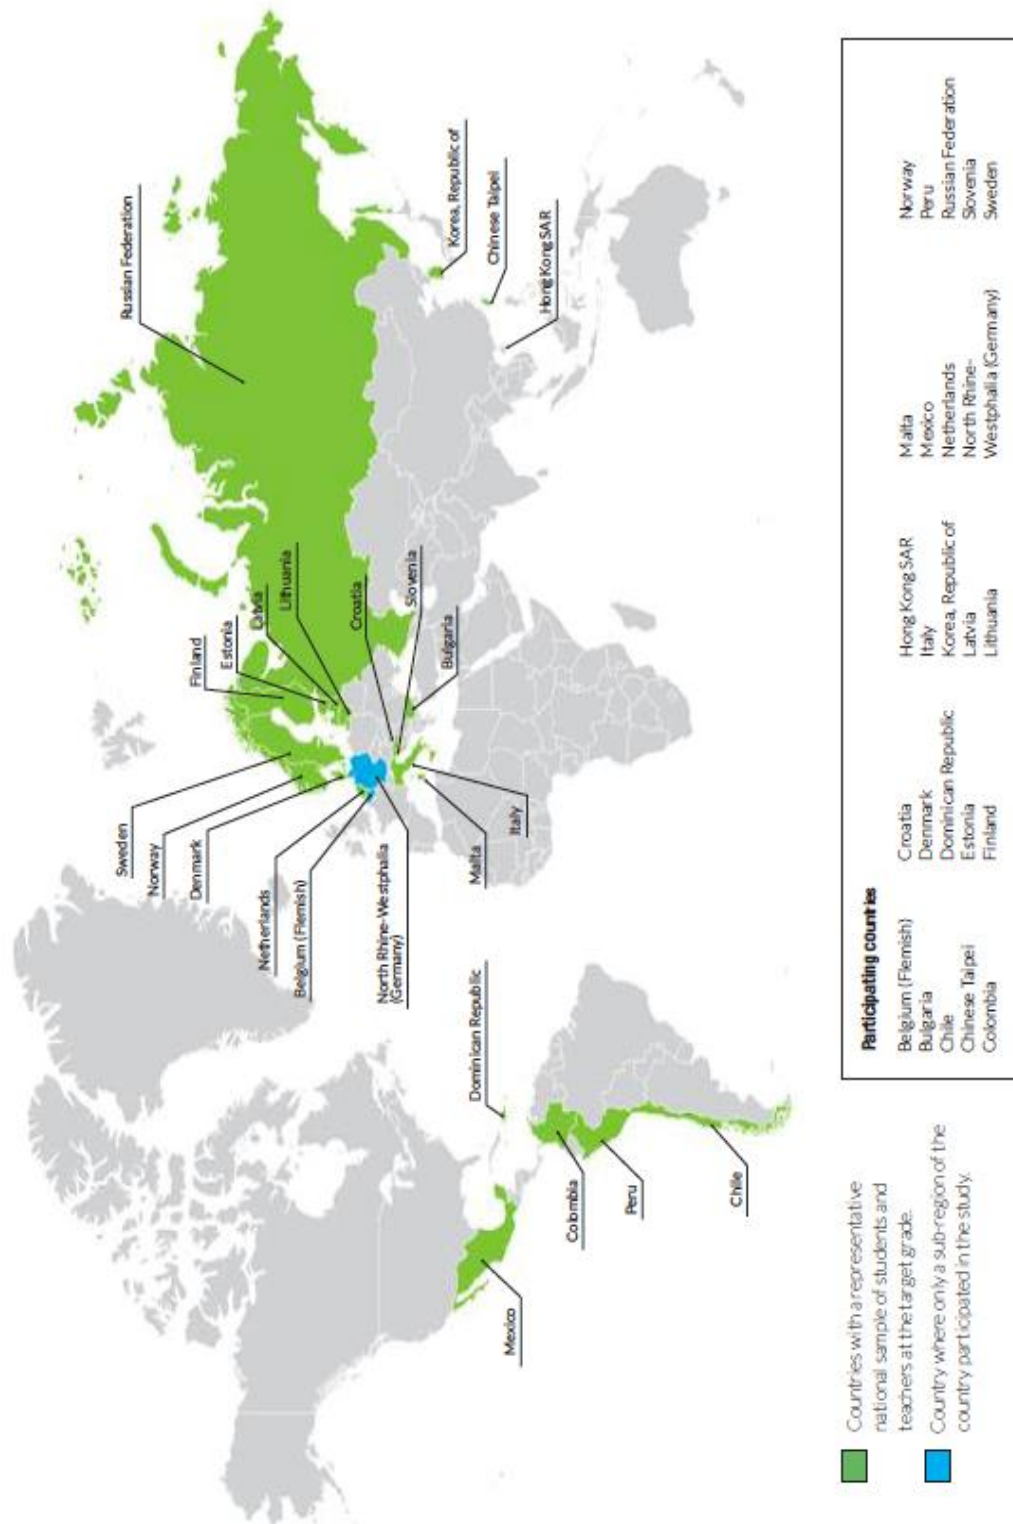 Russian Federation
Korea, Republic of
Chinese Taipei
Hong Kong SAR
Finland
Estonia
Latvia
Lithuania
Croatia
Slovenia
Bulgaria
Sweden
Norway
Denmark
Netherlands
Belgium (Flemish)
North Rhine-Westphalia
(Germany)
Malta
Italy
Dominican Republic
Mexico
Colombia
Peru
Chile
Countries with a representative
national sample of students and
teachers at the target grade.
Country where only a sub-region of the
country participated in the study.
Participating countries
Belgium (Flemish)
Bulgaria
Chile
Chinese Taipei
Colombia
Croatia
Denmark
Dominican Republic
Estonia
Finland
Hong Kong SAR
Italy
Korea, Republic of
Latvia
Lithuania
Malta
Mexico
Netherlands
North Rhine-
Westphalia (Germany)
Norway
Peru
Russian Federation
Slovenia
Sweden